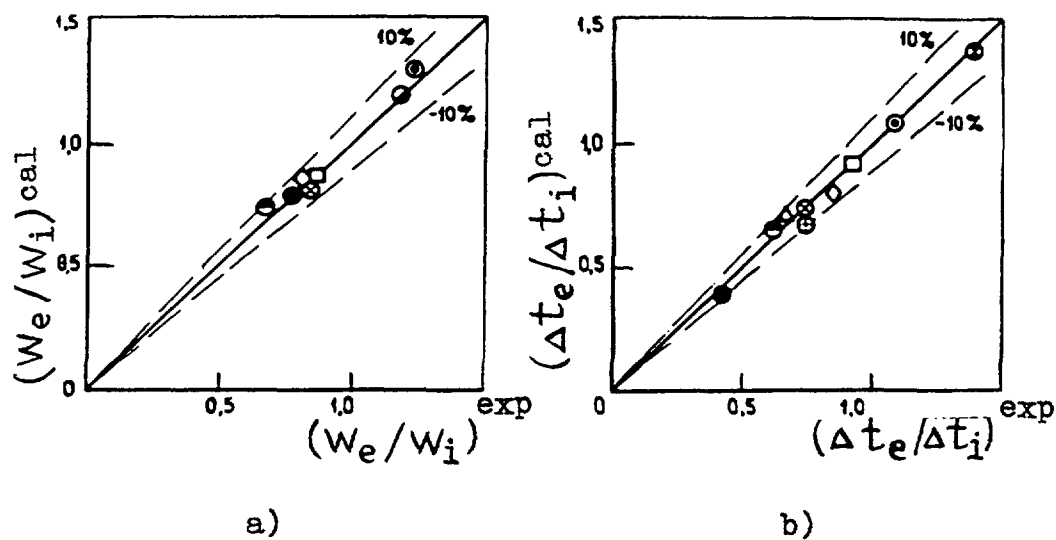 1,5
10%
-10%
1,0
0,5
0
0,5
1,0
exp
(We/Wi)cal
(We/Wi)
a)
1,5
10%
-10%
1,0
0,5
0
0,5
1,0
exp
(Δte/Δti)cal
(Δte/Δti)
b)